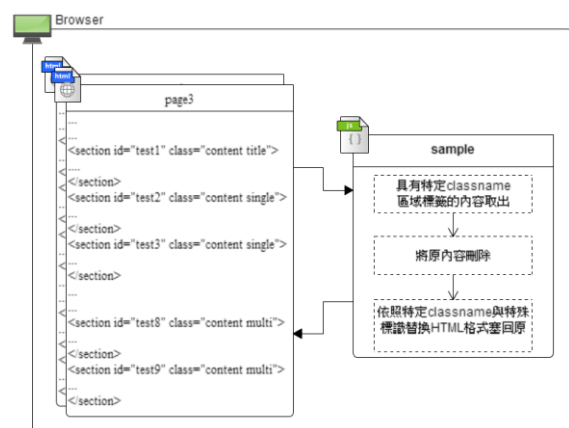 Browser
html
html
page3
...
...
<section id="test1" class="content title">
....
</section>
<section id="test2" class="content single">
...
</section>
<section id="test3" class="content single">
...
</section>
...
...
<section id="test8" class="content multi">
...
</section>
<section id="test9" class="content multi">
...
</section>
js
{ }
sample
具有特定classname
區域標籤的內容取出
將原內容刪除
依照特定classname與特殊
標識替換HTML格式塞回原